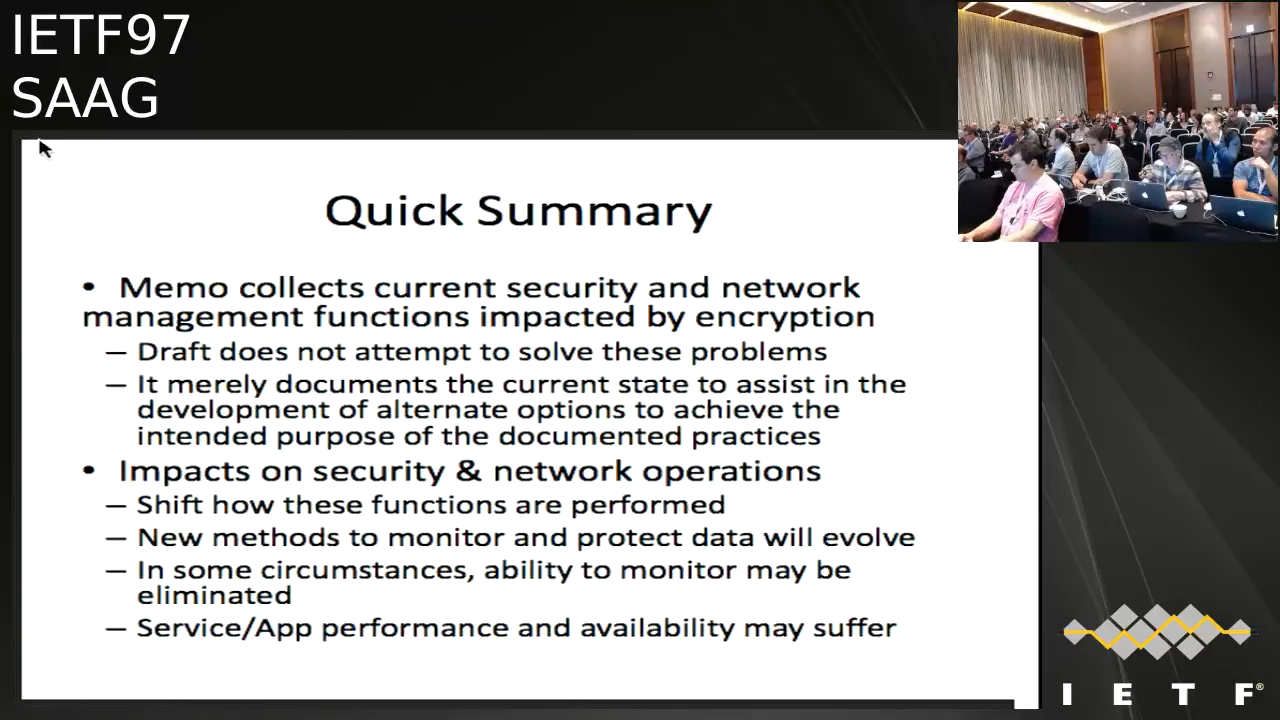 IETF97
SAAG
Quick Summary
• Memo collects current security and network
management functions impacted by encryption
– Draft does not attempt to solve these problems
– It merely documents the current state to assist in the
development of alternate options to achieve the
intended purpose of the documented practices
• Impacts on security & network operations
– Shift how these functions are performed
– New methods to monitor and protect data will evolve
– In some circumstances, ability to monitor may be
eliminated
– Service/App performance and availability may suffer
I E T F®